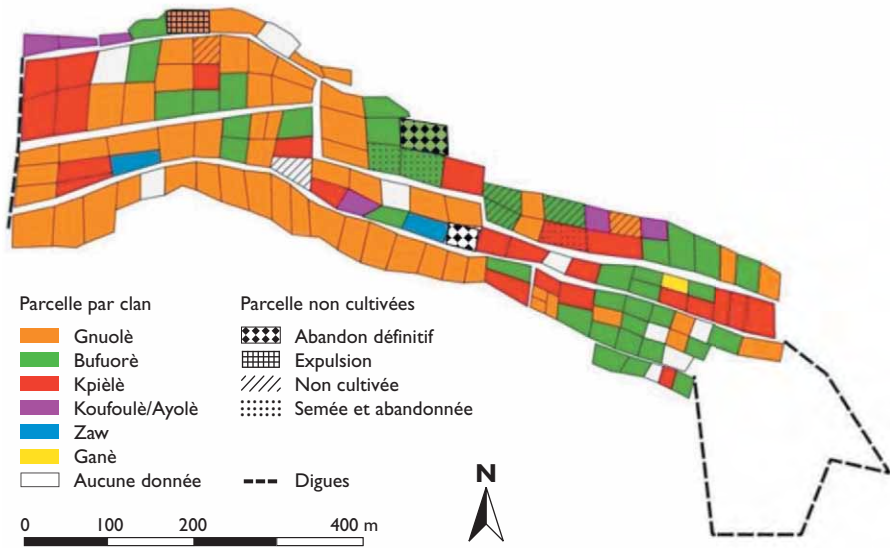 Parcelle par clan
Gnuolè
Bufuorè
Kpièlè
Koufoulè/Ayolè
Zaw
Ganè
Aucune donnée
Parcelle non cultivées
Abandon définitif
Expulsion
Non cultivée
Semée et abandonnée
Digues
N
0 100 200 400 m